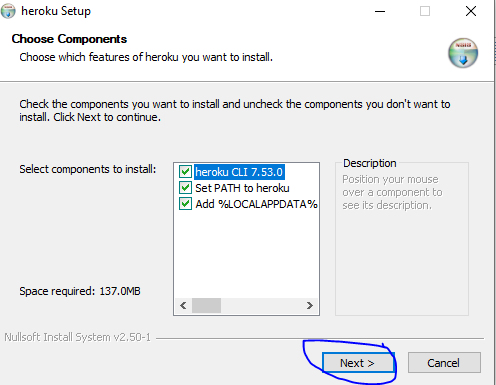 heroku Setup
Choose Components
Choose which features of heroku you want to install.
Check the components you want to install and uncheck the components you don't want to
install. Click Next to continue.
Select components to install:
heroku CLI 7.53.0
Set PATH to heroku
Add %LOCALAPPDATA%
Description
Position your mouse
over a component to
see its description.
Space required: 137.0MB
Nullsoft Install System v2.50-1
Next >
Cancel